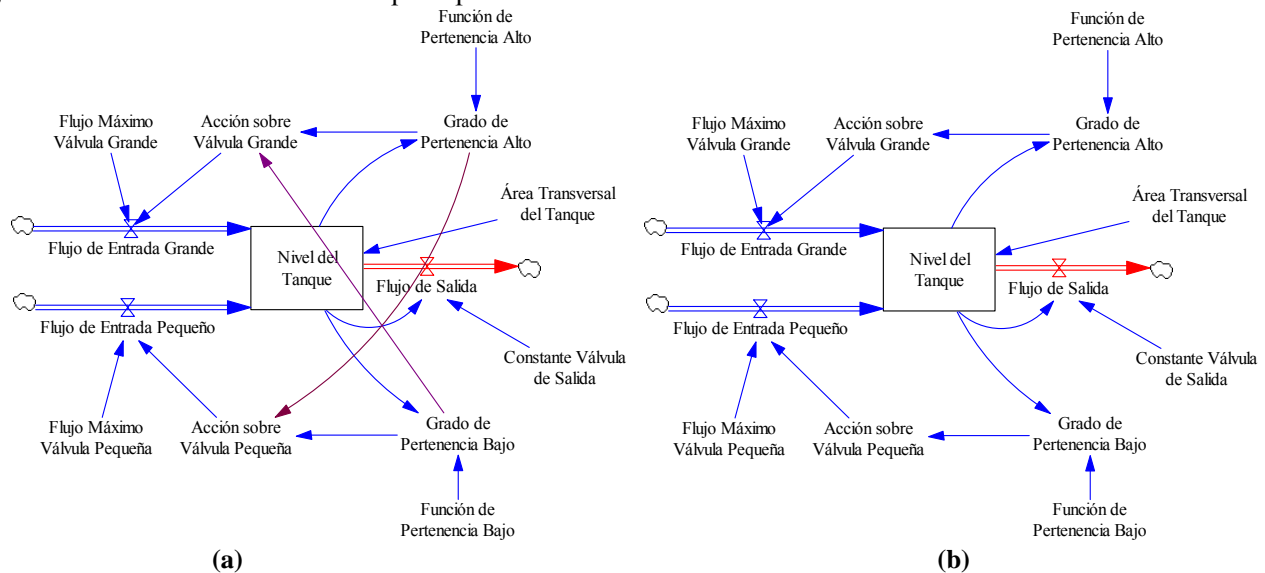 Función de
Pertenencia Alto
Flujo Máximo
Válvula Grande
Acción sobre
Válvula Grande
Grado de
Pertenencia Alto
Área Transversal
del Tanque
Flujo de Entrada Grande
Nivel del
Tanque
Flujo de Salida
Flujo de Entrada Pequeño
Constante Válvula
de Salida
Flujo Máximo
Válvula Pequeña
Acción sobre
Válvula Pequeña
Grado de
Pertenencia Bajo
Función de
Pertenencia Bajo
(a)
Función de
Pertenencia Alto
Flujo Máximo
Válvula Grande
Acción sobre
Válvula Grande
Grado de
Pertenencia Alto
Área Transversal
del Tanque
Flujo de Entrada Grande
Nivel del
Tanque
Flujo de Salida
Flujo de Entrada Pequeño
Constante Válvula
de Salida
Flujo Máximo
Válvula Pequeña
Acción sobre
Válvula Pequeña
Grado de
Pertenencia Bajo
Función de
Pertenencia Bajo
(b)